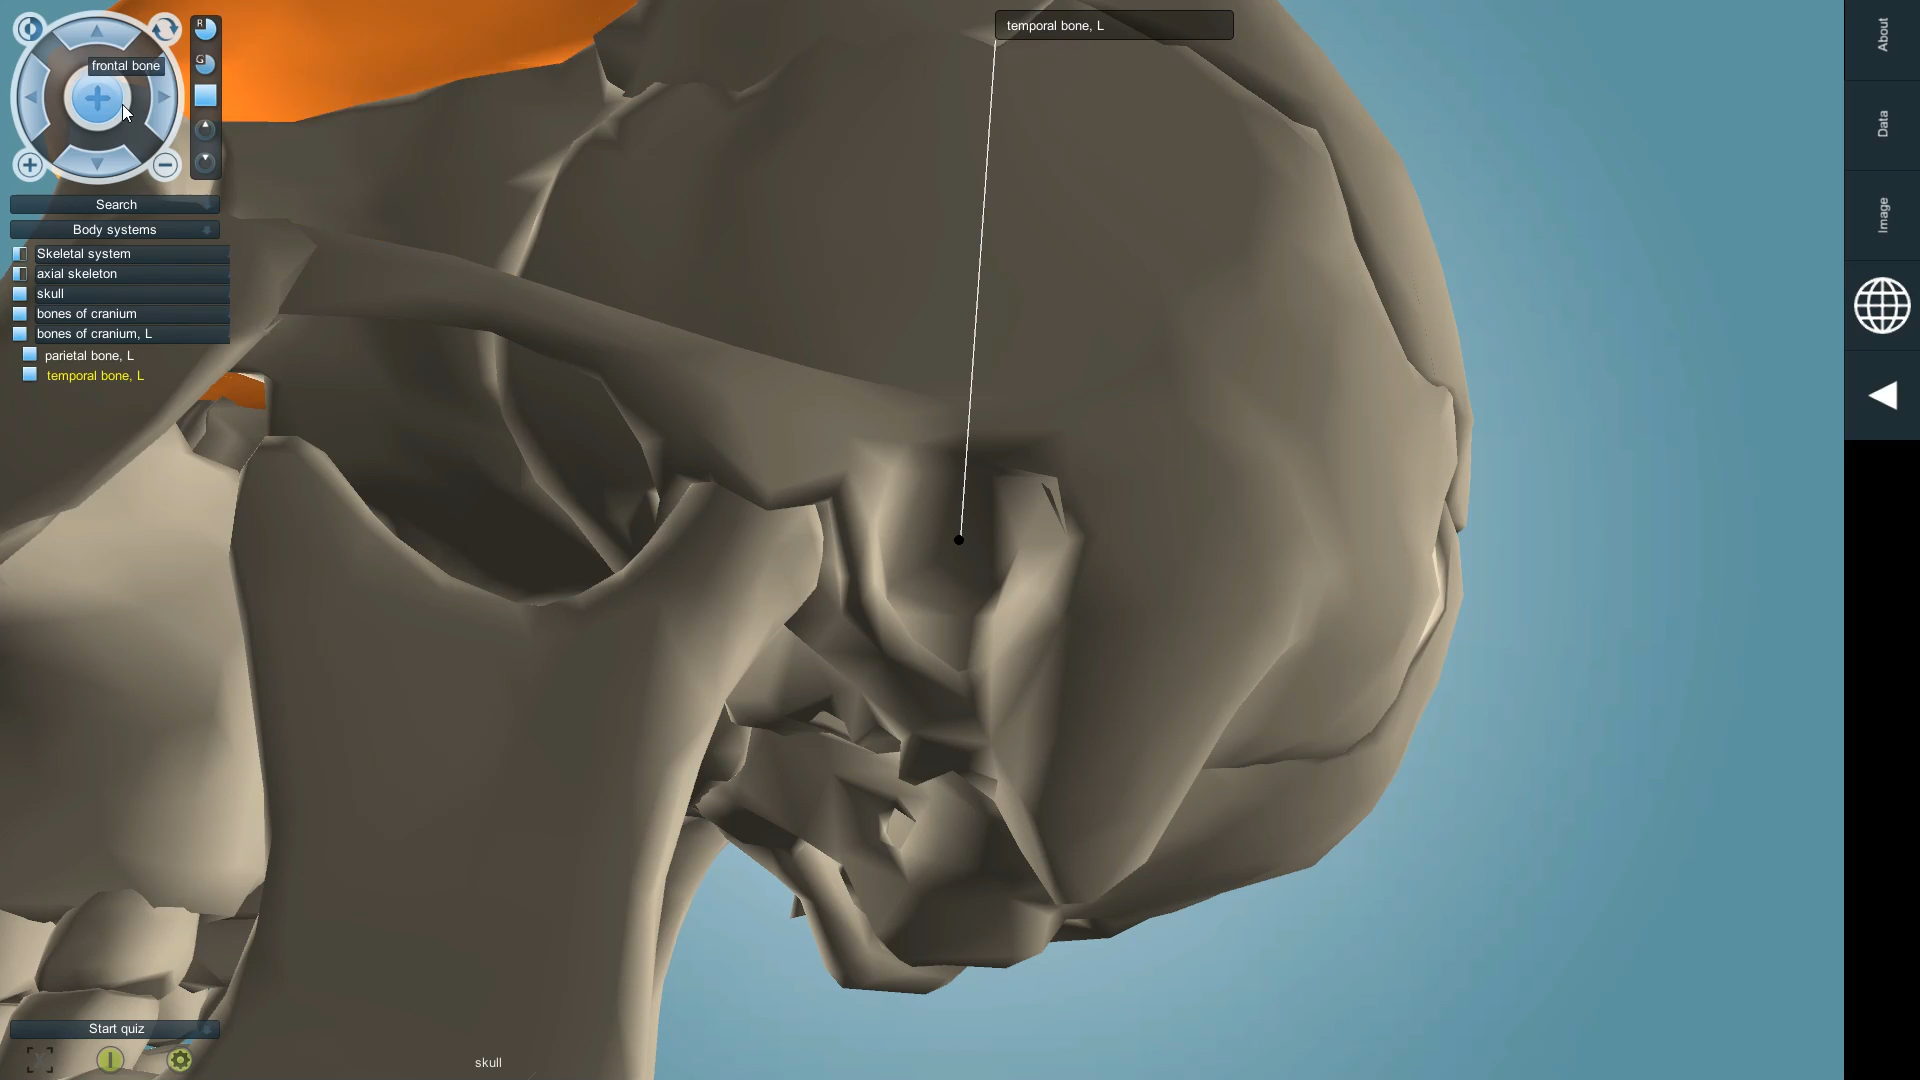 temporal bone, L
R
frontal bone
G
Search
Body systems
Skeletal system
axial skeleton
skull
bones of cranium
bones of cranium, L
parietal bone, L
temporal bone, L
Start quiz
skull
About
Data
Image